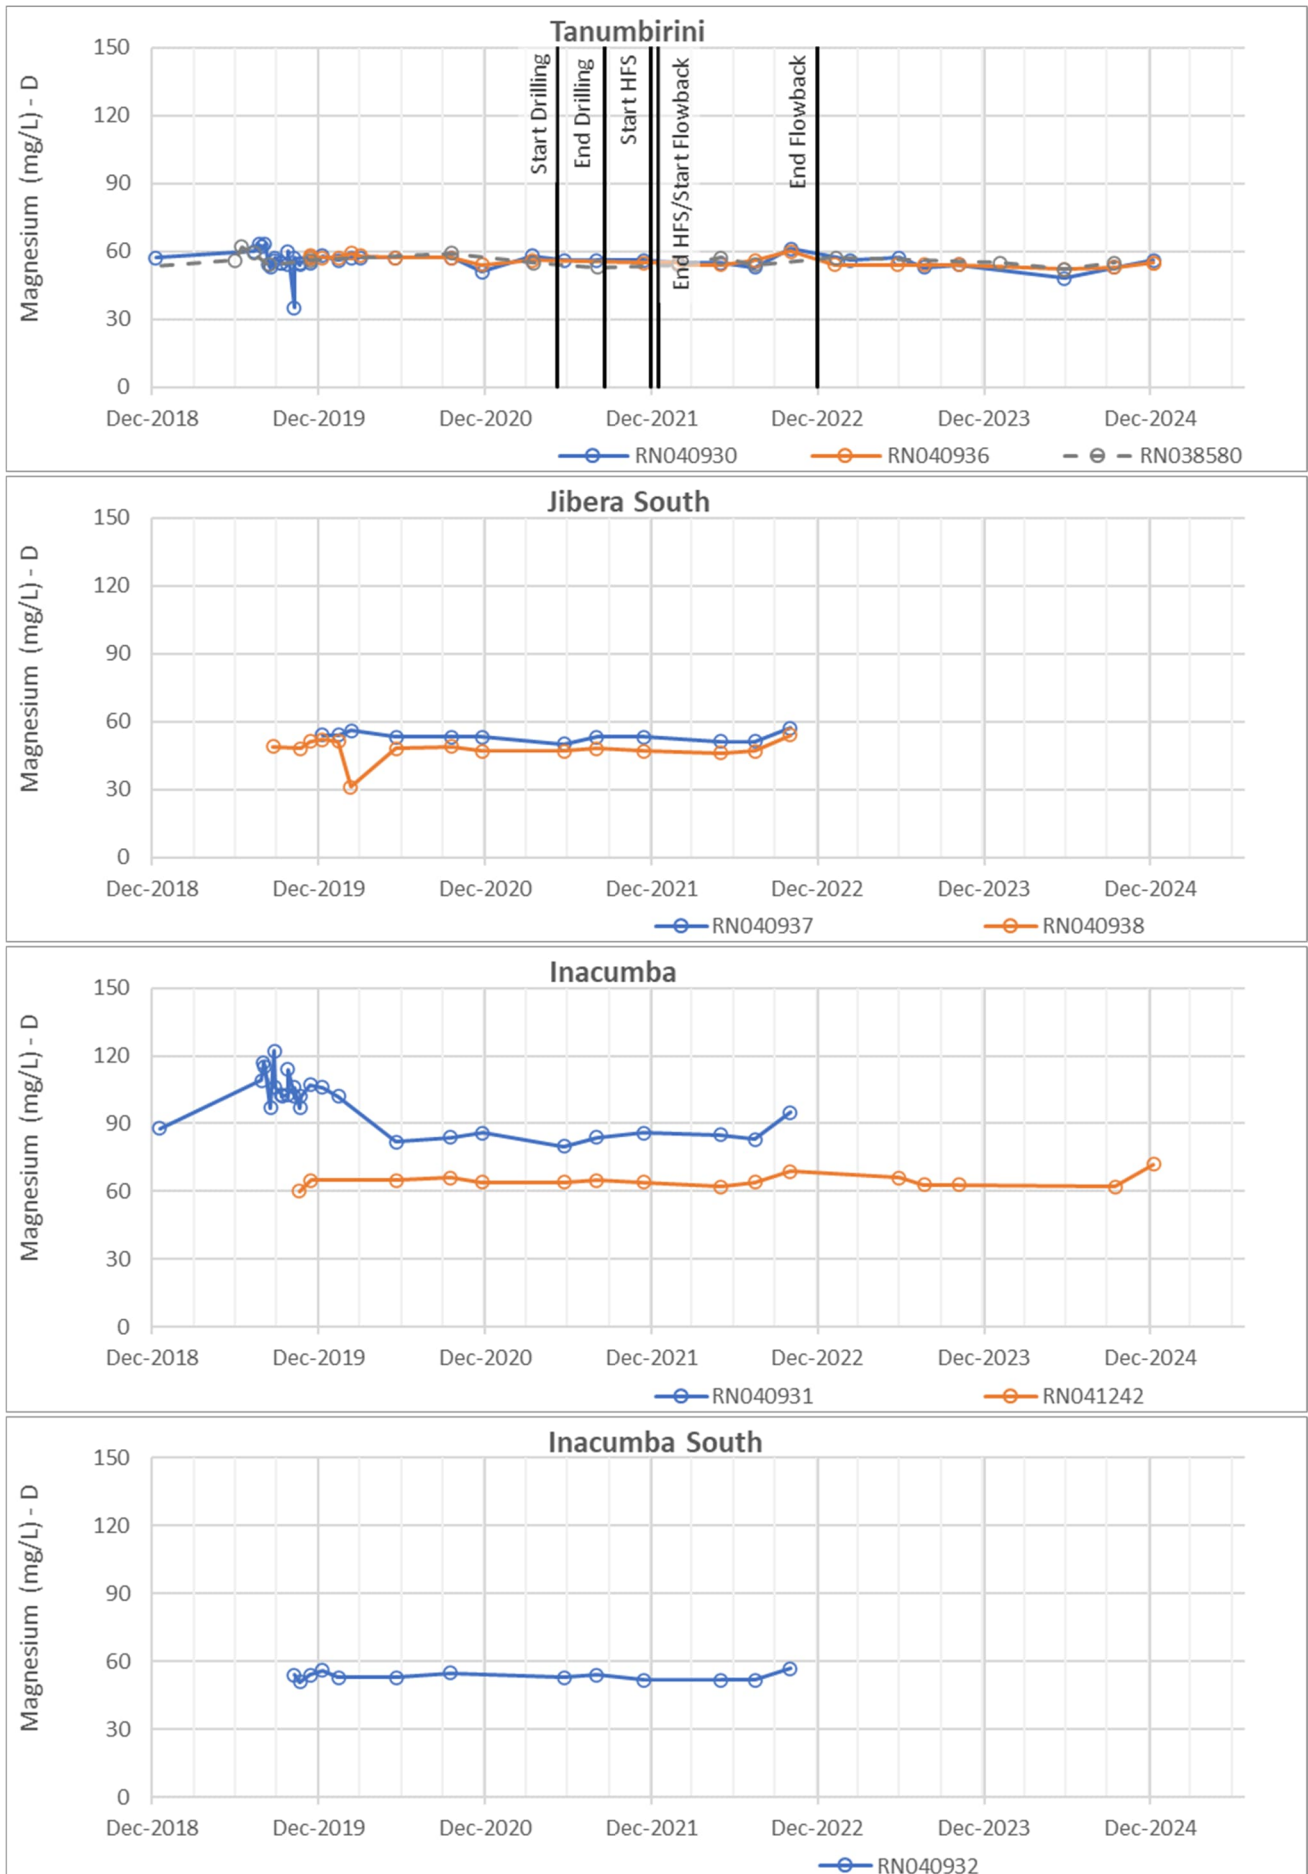 Tanumbirini
Magnesium (mg/L) - D
150
120
90
60
30
0
Start Drilling
End Drilling
Start HFS
End HFS/Start Flowback
End Flowback
Dec-2018 Dec-2019 Dec-2020 Dec-2021 Dec-2022 Dec-2023 Dec-2024
RN040930 RN040936 RN038580
Jibera South
Magnesium (mg/L) - D
150
120
90
60
30
0
Dec-2018 Dec-2019 Dec-2020 Dec-2021 Dec-2022 Dec-2023 Dec-2024
RN040937 RN040938
Inacumba
Magnesium (mg/L) - D
150
120
90
60
30
0
Dec-2018 Dec-2019 Dec-2020 Dec-2021 Dec-2022 Dec-2023 Dec-2024
RN040931 RN041242
Inacumba South
Magnesium (mg/L) - D
150
120
90
60
30
0
Dec-2018 Dec-2019 Dec-2020 Dec-2021 Dec-2022 Dec-2023 Dec-2024
RN040932